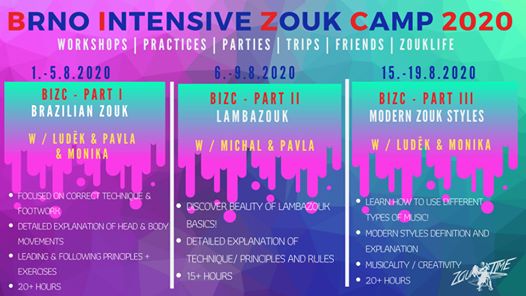 BRNO INTENSIVE ZOUK CAMP 2020
WORKSHOPS | PRACTICES | PARTIES | TRIPS | FRIENDS | ZOUKLIFE
1.-5.8.2020
BIZC - PART I
BRAZILIAN ZOUK
W / LUDĚK & PAVLA
& MONIKA
FOCUSED ON CORRECT TECHNIQUE &
FOOTWORK
DETAILED EXPLANATION OF HEAD & BODY
MOVEMENTS
LEADING & FOLLOWING PRINCIPLES +
EXERCISES
20+ HOURS
6.-9.8.2020
BIZC - PART II
LAMBAZOUK
W / MICHAL & PAVLA
DISCOVER BEALITY OF LAMBAZOUK
BASICS!
DETAILED EXPLANATION OF
TECHNIQUE/ PRINCIPLES AND RULES
15+ HOURS
15.-19.8.2020
BIZC - PART III
MODERN ZOUK STYLES
W / LUDĚK & MONIKA
LEARN HOW TO USE DIFFERENT
TYPES OF MUSIC!
MODERN STYLES DEFINITION AND
EXPLANATION
MUSICALITY / CREATIVITY
20+ HOURS
ZOUKTIME